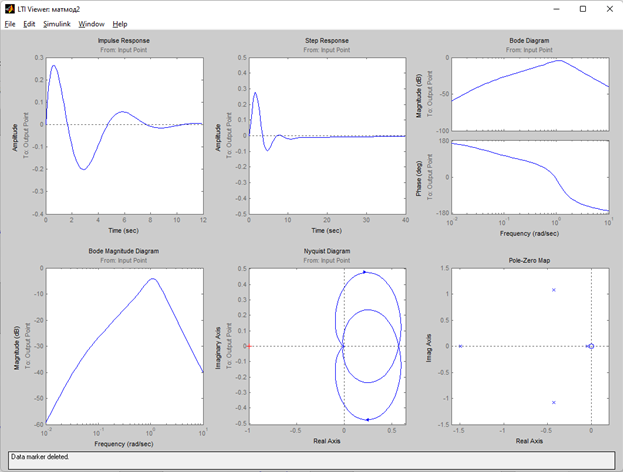 LTI Viewer: матмод2
File Edit Simulink Window Help
Impulse Response
From: Input Point
Amplitude
To: Output Point
0.3
0.2
0.1
0
-0.1
-0.2
-0.3
-0.4
0 2 4 6 8 10 12
Time (sec)
Step Response
From: Input Point
Amplitude
To: Output Point
0.5
0.4
0.3
0.2
0.1
0
-0.1
-0.2
-0.3
-0.4
-0.5
0 10 20 30 40
Time (sec)
Bode Diagram
From: Input Point
Magnitude (dB)
To: Output Point
0
-50
-100
Phase (deg)
To: Output Point
180
0
-180
10-2 10-1 100 101
Frequency (rad/sec)
Bode Magnitude Diagram
From: Input Point
Magnitude (dB)
To: Output Point
0
-10
-20
-30
-40
-50
-60
10-2 10-1 100 101
Frequency (rad/sec)
Nyquist Diagram
From: Input Point
Imaginary Axis
To: Output Point
0.5
0.4
0.3
0.2
0.1
0
-0.1
-0.2
-0.3
-0.4
-0.5
-1 -0.5 0 0.5
Real Axis
Pole-Zero Map
Imag Axis
1.5
1
0.5
0
-0.5
-1
-1.5
-1.5 -1 -0.5 0
Real Axis
Data marker deleted.